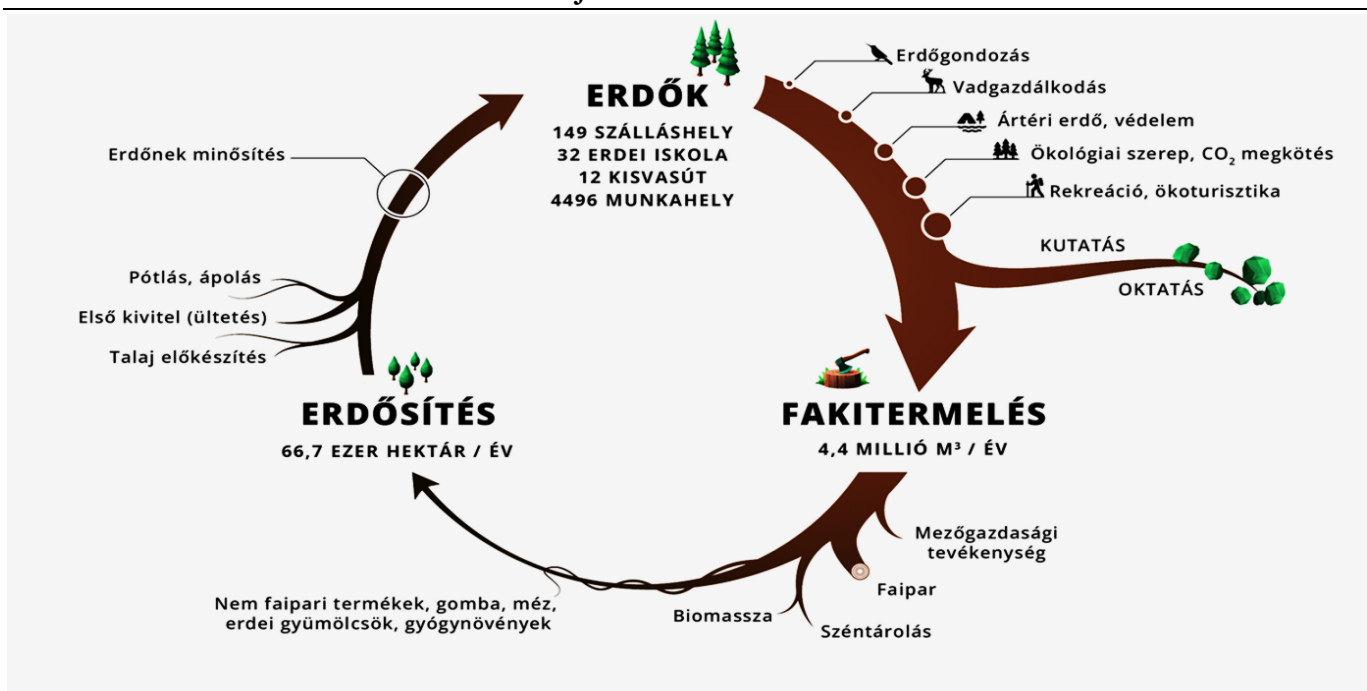 ERDŐK
149 SZÁLLÁSHELY
32 ERDEI ISKOLA
12 KISVASÚT
4496 MUNKAHELY
Erdőgondozás
Vadgazdálkodás
Ártéri erdő, védelem
Ökológiai szerep, CO₂ megkötés
Rekreáció, ökoturisztika
KUTATÁS
OKTATÁS
FAKITERMELÉS
4,4 MILLIÓ M³ / ÉV
Mezőgazdasági
tevékenység
Faipar
Széntárolás
Biomassza
Nem faipari termékek, gomba, méz,
erdei gyümölcsök, gyógynövények
ERDŐSÍTÉS
66,7 EZER HEKTÁR / ÉV
Talaj előkészítés
Első kivitel (ültetés)
Pótlás, ápolás
Erdőnek minősítés